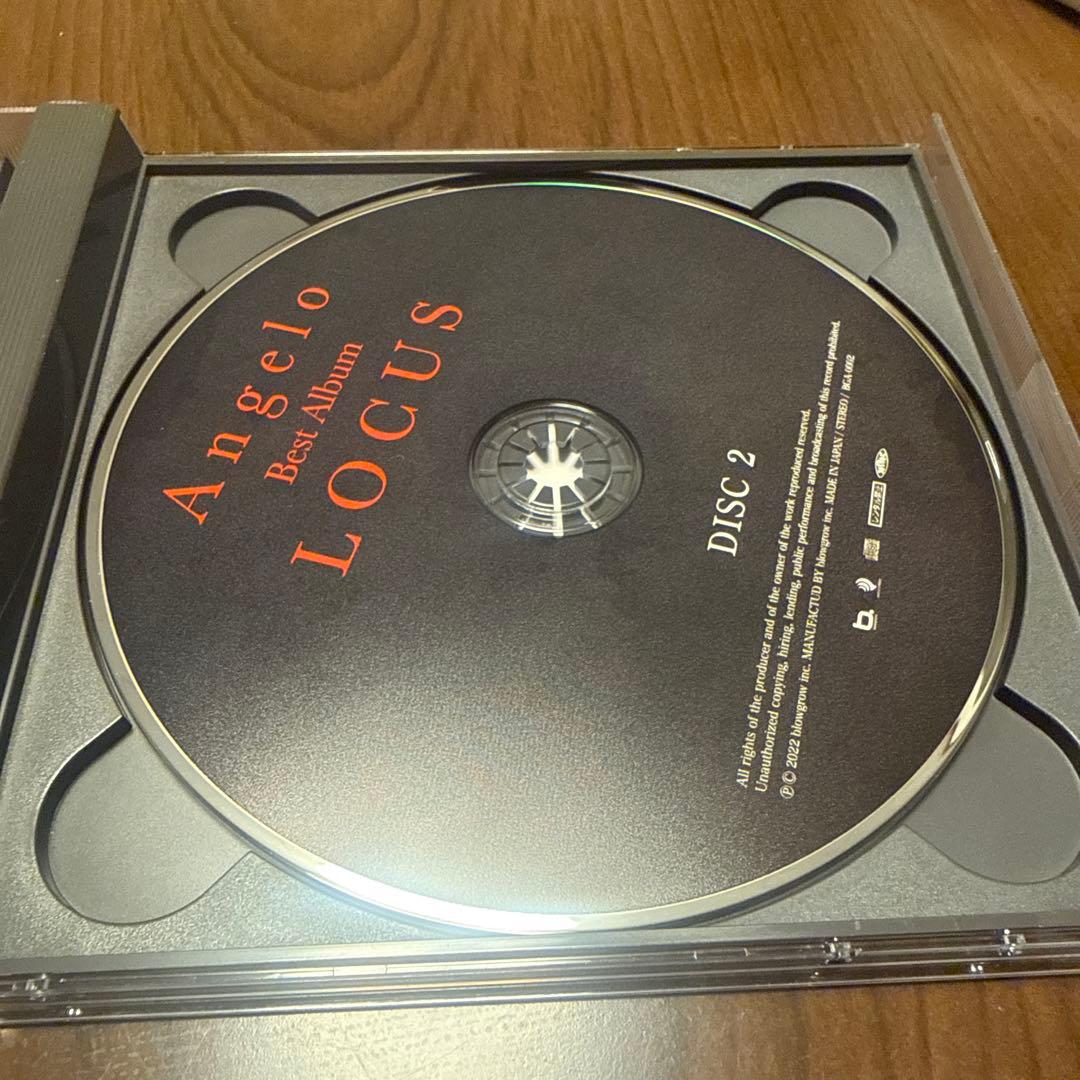 Angelo
Best Album
LOCUS
DISC 2
All rights of the producer and of the owner of the work reproduced reserved.
Unauthorized copying, hiring, lending, public performance and broadcasting of this record prohibited.
Ⓟ © 2022 blowgrow inc. MANUFACTUD BY blowgrow inc. MADE IN JAPAN / STEREO / BGA-0012
b.